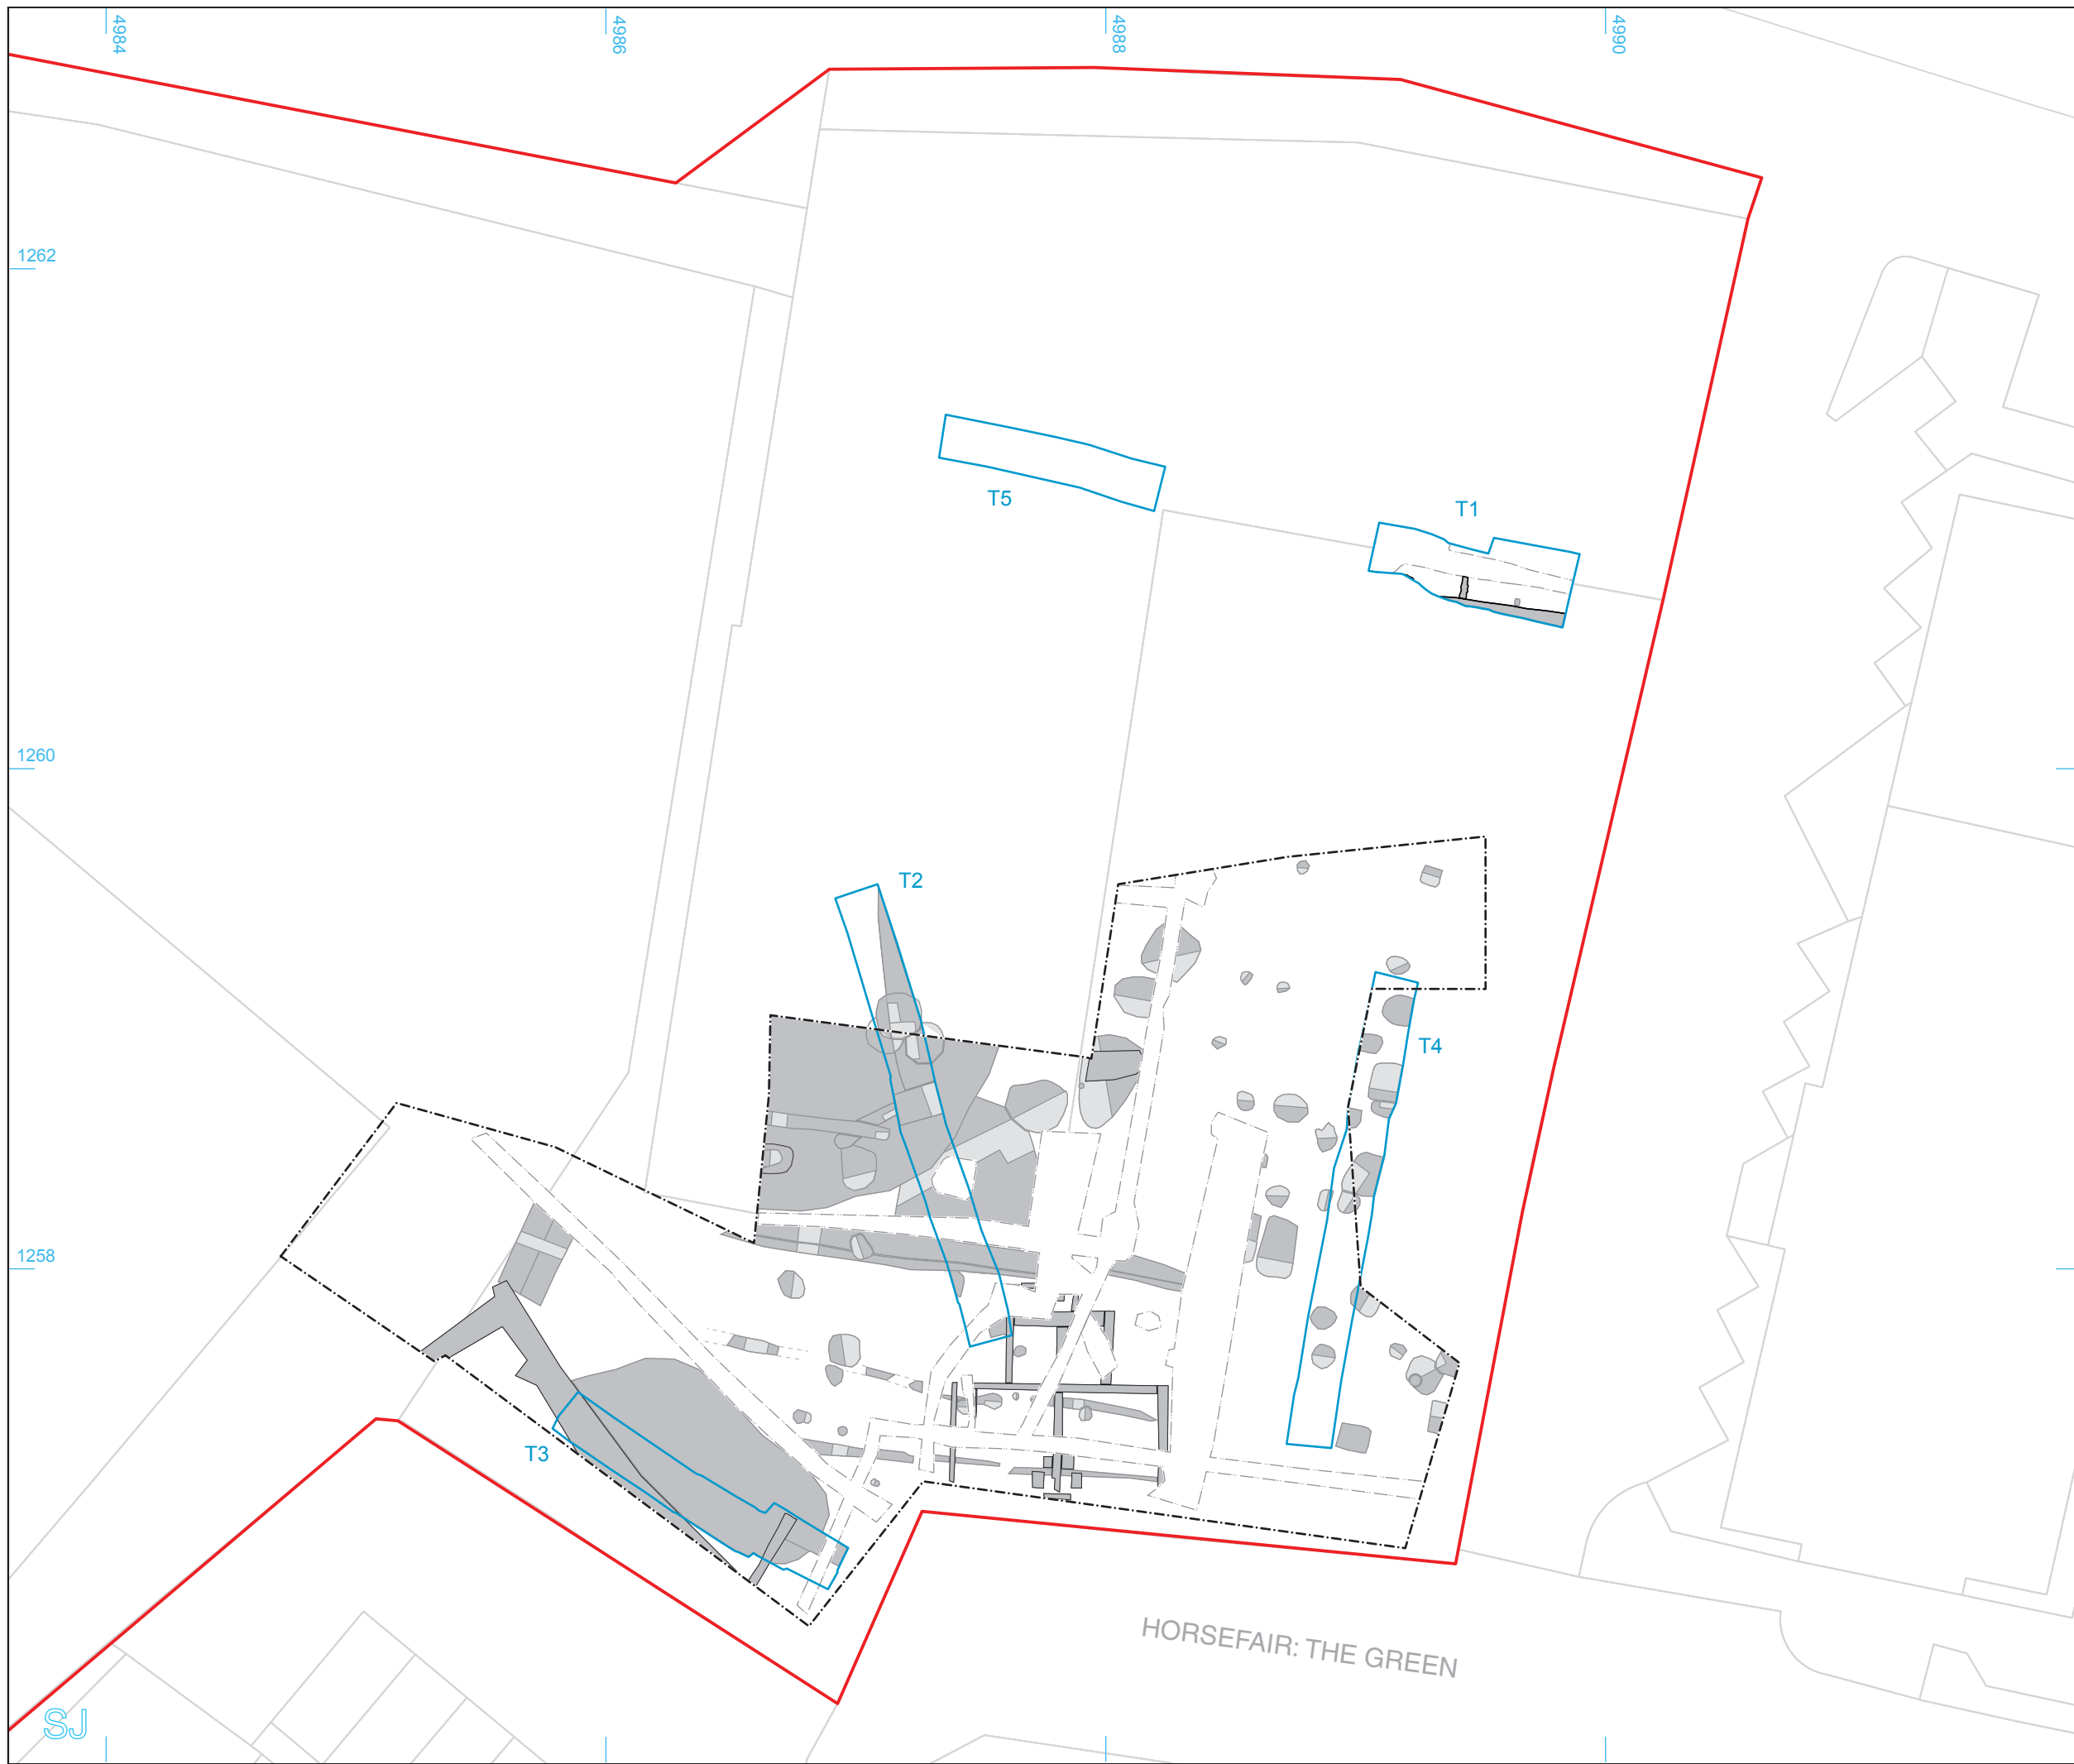 4984
4986
4988
4990
1262
T5
T1
1260
T2
T4
1258
T3
HORSEFAIR: THE GREEN
SJ